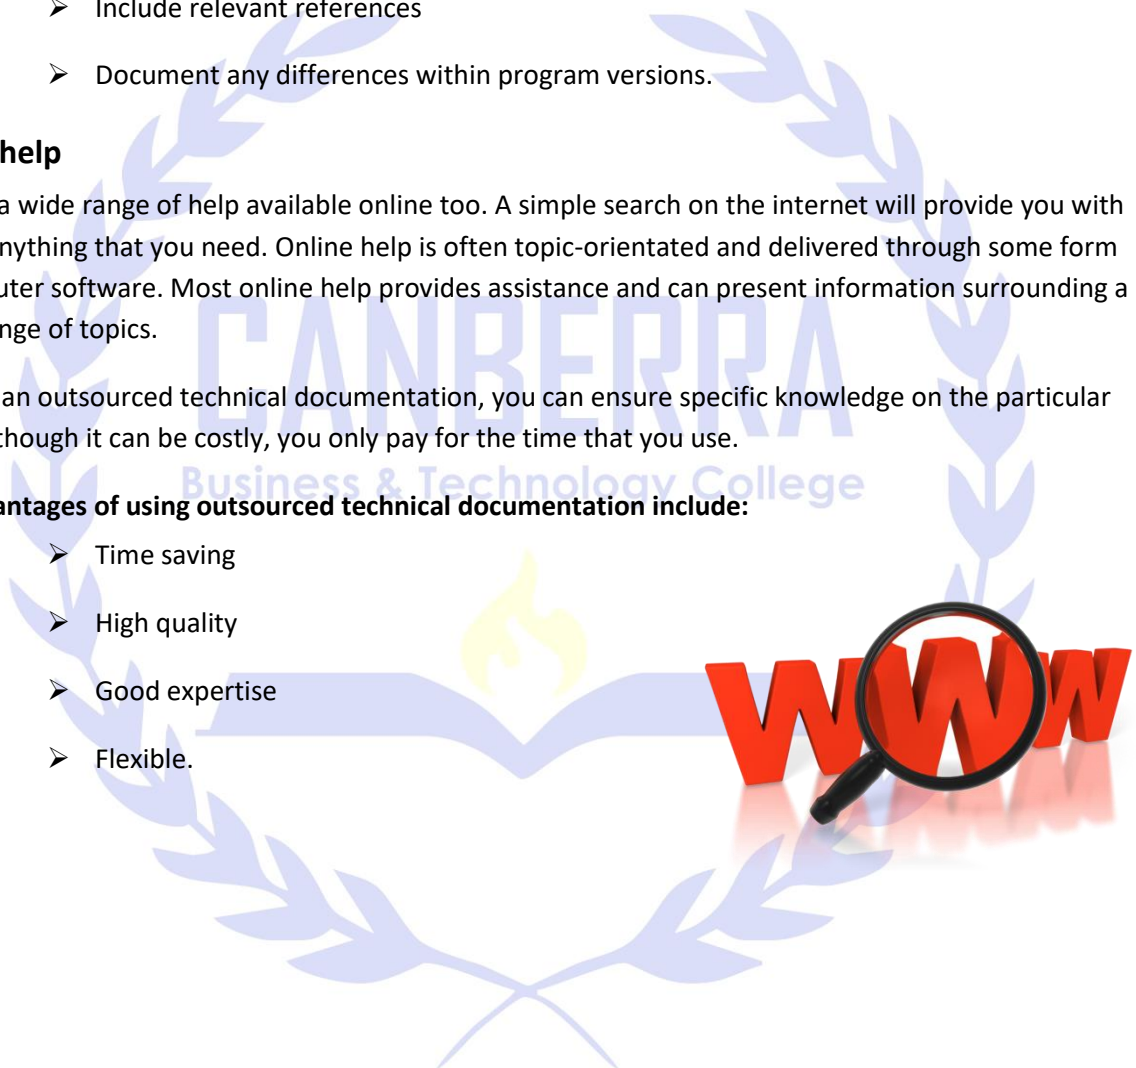 ➢ Include relevant references
➢ Document any differences within program versions.
help
a wide range of help available online too. A simple search on the internet will provide you with
nything that you need. Online help is often topic-orientated and delivered through some form
uter software. Most online help provides assistance and can present information surrounding a
nge of topics.
CANBERRA
an outsourced technical documentation, you can ensure specific knowledge on the particular
though it can be costly, you only pay for the time that you use.
Business & Technology College
antages of using outsourced technical documentation include:
➢ Time saving
➢ High quality
➢ Good expertise
➢ Flexible.
WWW